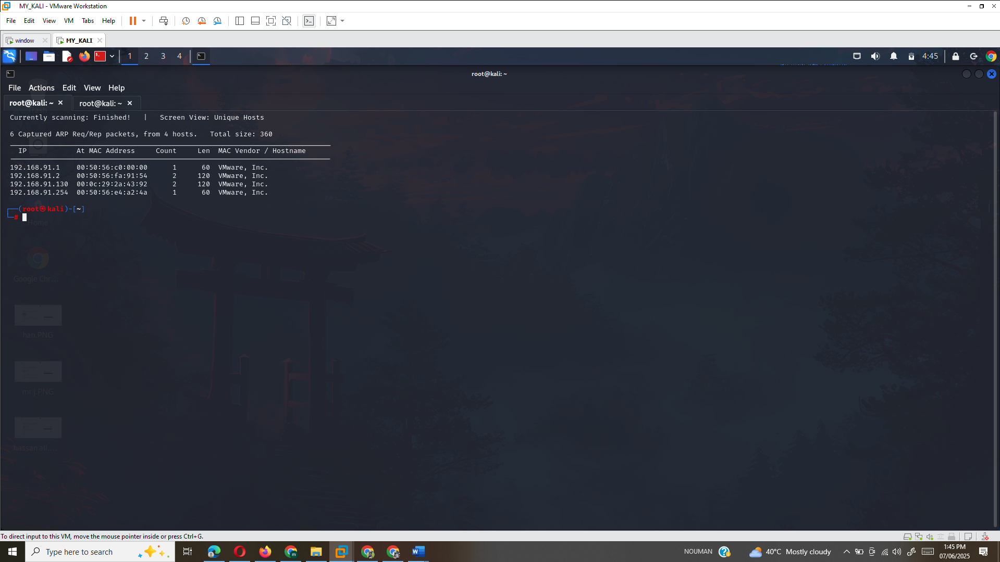 MY_KALI - VMware Workstation
File Edit View VM Tabs Help
window MY_KALI
1 2 3 4 4:45
root@kali: ~
File Actions Edit View Help
root@kali: ~ root@kali: ~
Currently scanning: Finished! | Screen View: Unique Hosts
6 Captured ARP Req/Rep packets, from 4 hosts. Total size: 360
IP At MAC Address Count Len MAC Vendor / Hostname
192.168.91.1 00:50:56:c0:00:00 1 60 VMware, Inc.
192.168.91.2 00:50:56:fa:91:54 2 120 VMware, Inc.
192.168.91.130 00:0c:29:2a:43:92 2 120 VMware, Inc.
192.168.91.254 00:50:56:e4:a2:4a 1 60 VMware, Inc.
(root㉿kali)-[~]
#
Home
Google Chr...
han.PNG
mr j.PNG
hassan ali....
To direct input to this VM, move the mouse pointer inside or press Ctrl+G.
Type here to search
NOUMAN 40°C Mostly cloudy 1:45 PM
07/06/2025